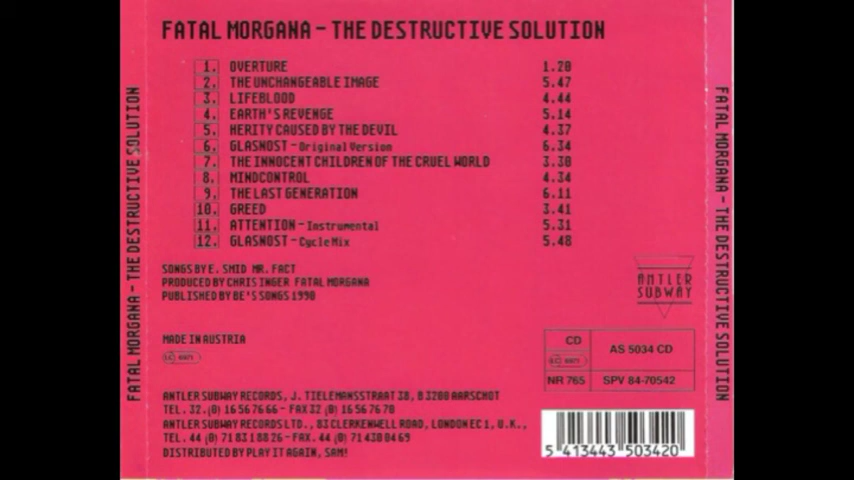 FATAL MORGANA - THE DESTRUCTIVE SOLUTION
1. OVERTURE 1.20
2. THE UNCHANGEABLE IMAGE 5.47
3. LIFEBLOOD 4.44
4. EARTH'S REVENGE 5.14
5. HERITY CAUSED BY THE DEVIL 4.37
6. GLASNOST - Original Version 6.34
7. THE INNOCENT CHILDREN OF THE CRUEL WORLD 3.30
8. MINDCONTROL 4.34
9. THE LAST GENERATION 6.11
10. GREED 3.41
11. ATTENTION - Instrumental 5.31
12. GLASNOST - Cycle Mix 5.48
SONGS BY E. SMID MR. FACT
PRODUCED BY CHRIS INGER FATAL MORGANA
PUBLISHED BY BE'S SONGS 1990
ANTLER
SUBWAY
MADE IN AUSTRIA
LC
CD
AS 5034 CD
LC
NR 765
SPV 84-70542
ANTLER SUBWAY RECORDS, J. TIELEMANSSTRAAT 38, B 3200 AARSCHOT
TEL. 32.(0) 16 56 76 66 - FAX 32 (0) 16 56 76 70
ANTLER SUBWAY RECORDS LTD., 83 CLERKENWELL ROAD, LONDON EC 1, U.K.,
TEL. 44 (0) 71 83 1 88 26 - FAX. 44 (0) 71 430 04 69
DISTRIBUTED BY PLAY IT AGAIN, SAM!
5 413443 503420
FATAL MORGANA - THE DESTRUCTIVE SOLUTION
FATAL MORGANA - THE DESTRUCTIVE SOLUTION